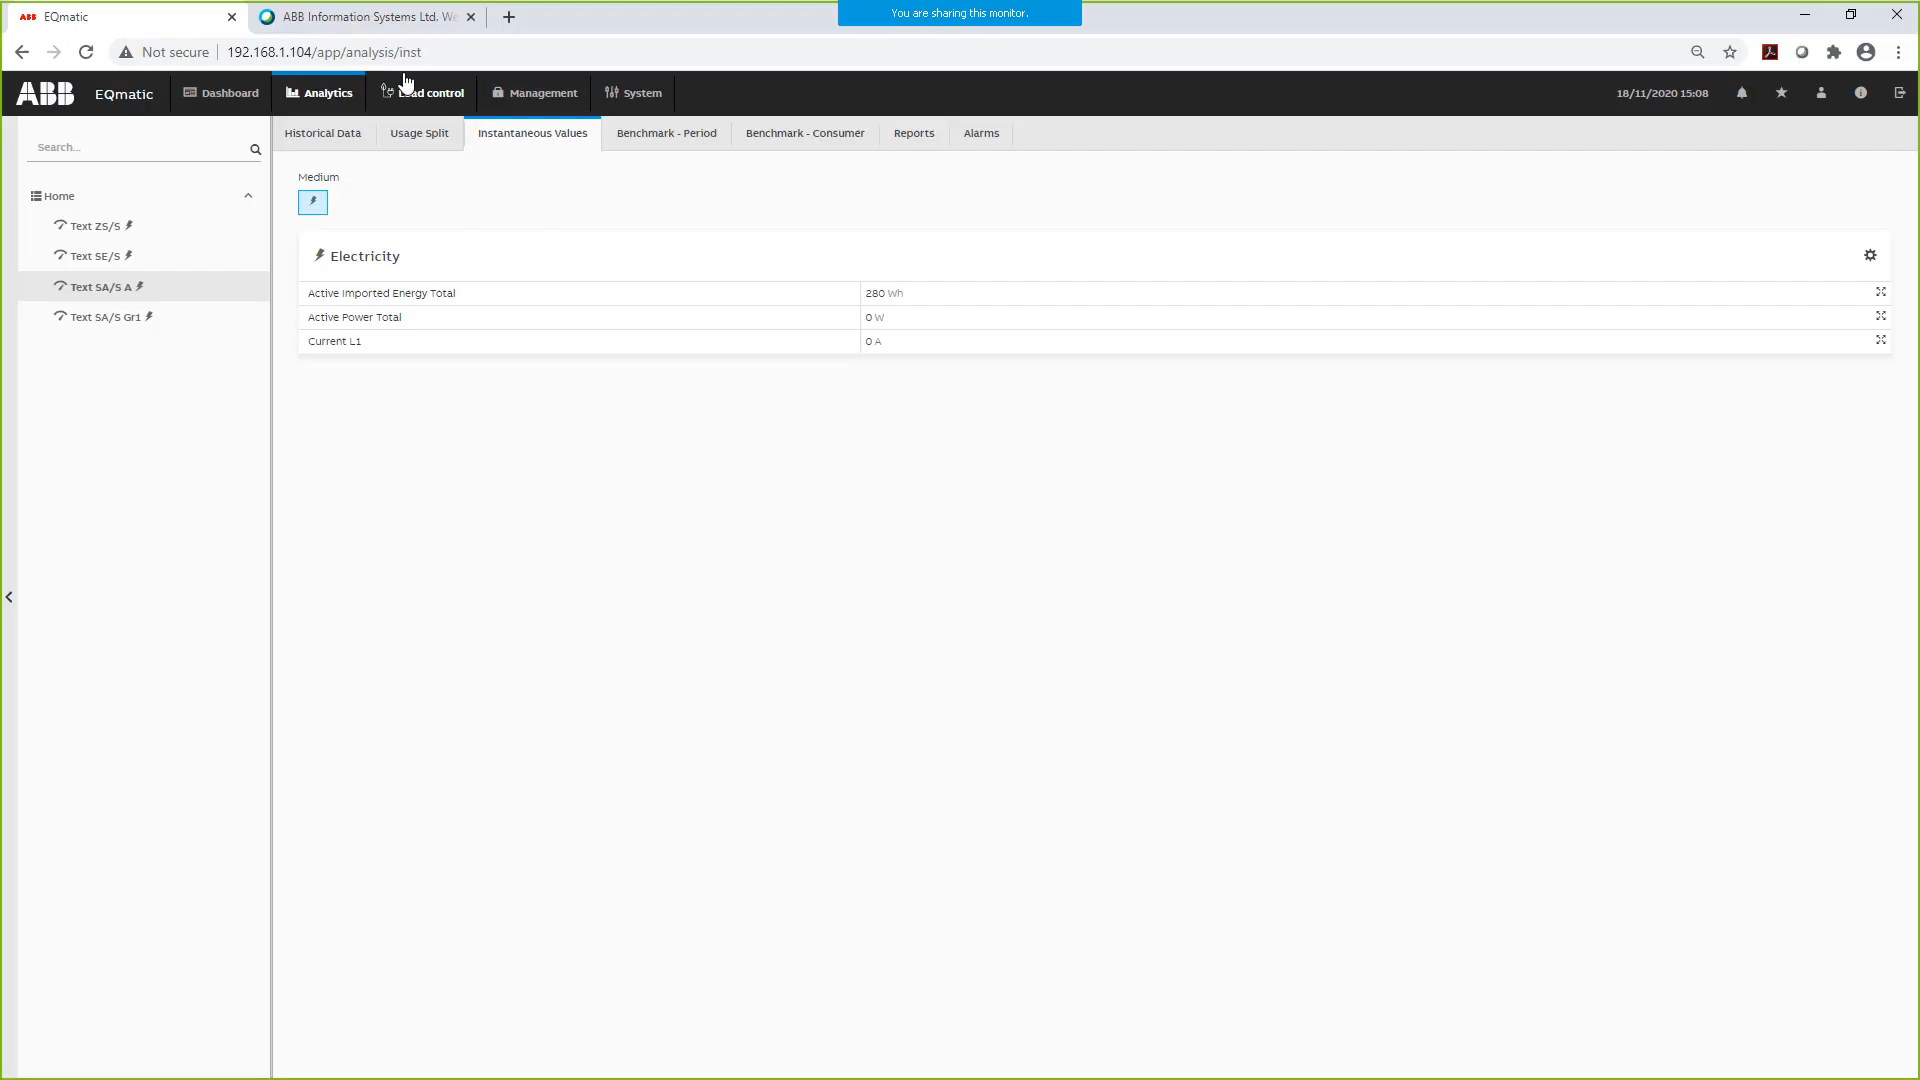 ABB EQmatic
ABB Information Systems Ltd. We
You are sharing this monitor.
Not secure 192.168.1.104/app/analysis/inst
ABB EQmatic Dashboard Analytics control Management System 18/11/2020 15:08
Historical Data Usage Split Instantaneous Values Benchmark - Period Benchmark - Consumer Reports Alarms
Search...
Home
Text ZS/S
Text SE/S
Text SA/S A
Text SA/S Gr1
Medium
Electricity
Active Imported Energy Total 280 Wh
Active Power Total 0 W
Current L1 0 A